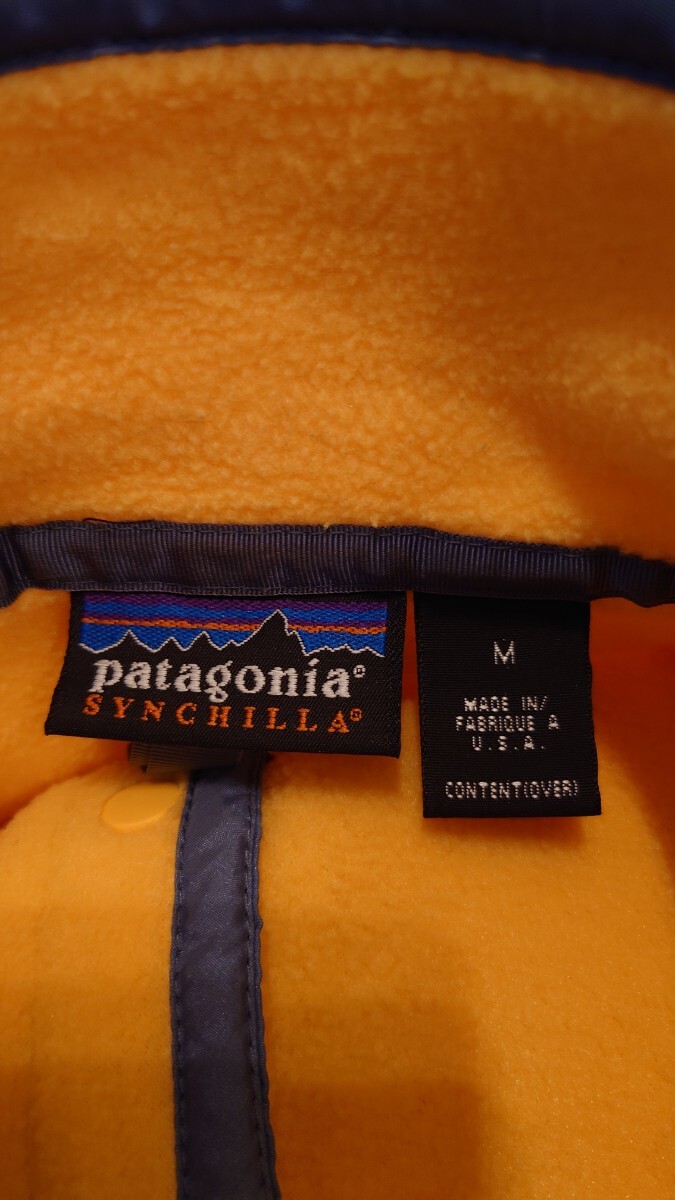 patagonia®
SYNCHILLA®
M
MADE IN/
FABRIQUE A
U.S.A.
CONTENT(OVER)